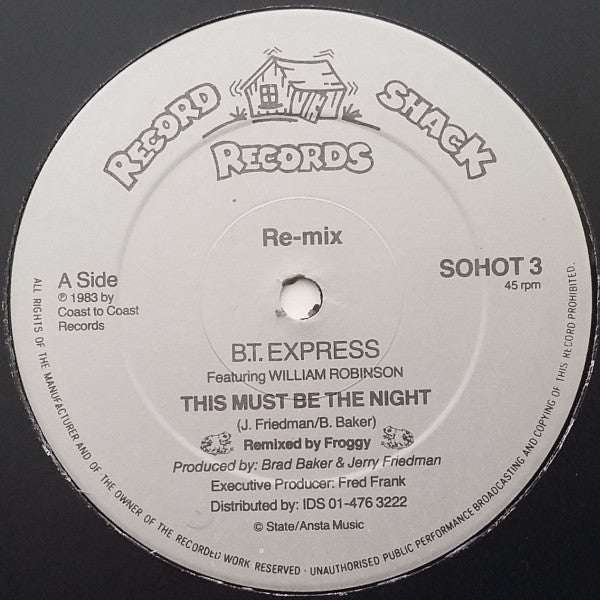 RECORD SHACK
RECORDS
Re-mix
A Side
℗ 1983 by
Coast to Coast
Records
SOHOT 3
45 rpm
B.T. EXPRESS
Featuring WILLIAM ROBINSON
THIS MUST BE THE NIGHT
(J. Friedman/B. Baker)
Remixed by Froggy
Produced by: Brad Baker & Jerry Friedman
Executive Producer: Fred Frank
Distributed by: IDS 01-476 3222
© State/Ansta Music
ALL RIGHTS OF THE MANUFACTURER AND OF THE OWNER OF THE RECORDED WORK RESERVED · UNAUTHORISED PUBLIC PERFORMANCE BROADCASTING AND COPYING OF THIS RECORD PROHIBITED.